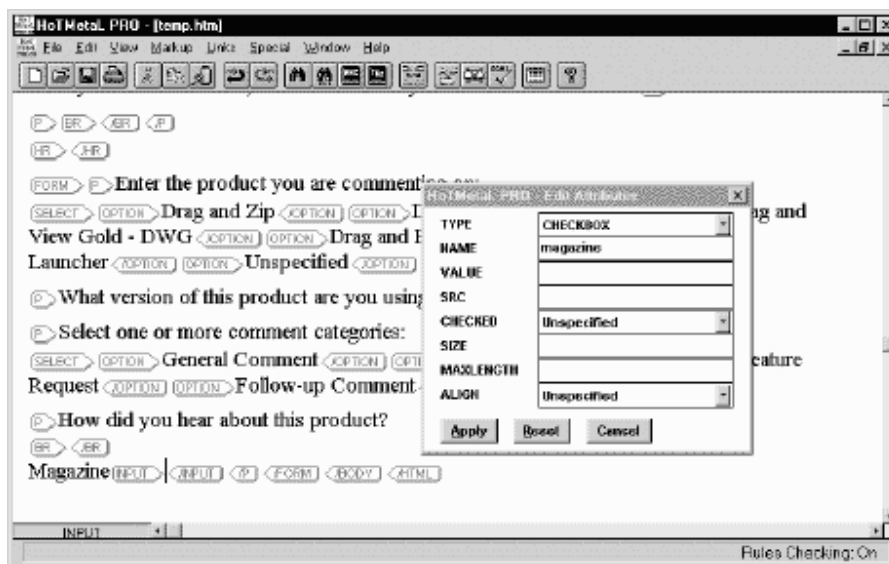 HoTMetaL PRO - [temp.htm]
File Edit View Markup Links Special Window Help
P BR /BR /P
HR /HR
FORM P Enter the product you are commenting on:
SELECT OPTION Drag and Zip /OPTION OPTION
View Gold - DWG /OPTION OPTION Drag and
Launcher /OPTION OPTION Unspecified /OPTION
P What version of this product are you using
P Select one or more comment categories:
SELECT OPTION General Comment /OPTION
Request /OPTION OPTION Follow-up Comment
P How did you hear about this product?
BR /BR
Magazine INPUT /INPUT /P /FORM /BODY /HTML
HoTMetaL PRO - Edit Attributes
TYPE CHECKBOX
NAME magazine
VALUE
SRC
CHECKED Unspecified
SIZE
MAXLENGTH
ALIGN Unspecified
Apply Reset Cancel
INPUT
Rules Checking: On